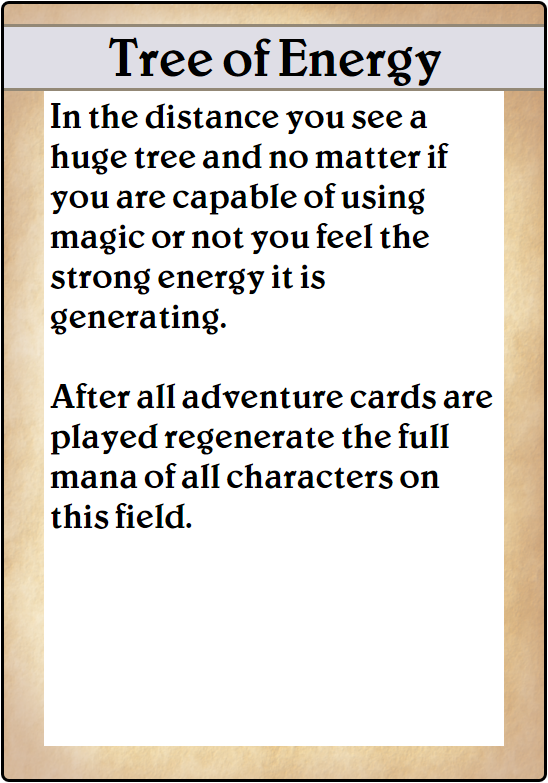 Tree of Energy
In the distance you see a
huge tree and no matter if
you are capable of using
magic or not you feel the
strong energy it is
generating.
After all adventure cards are
played regenerate the full
mana of all characters on
this field.